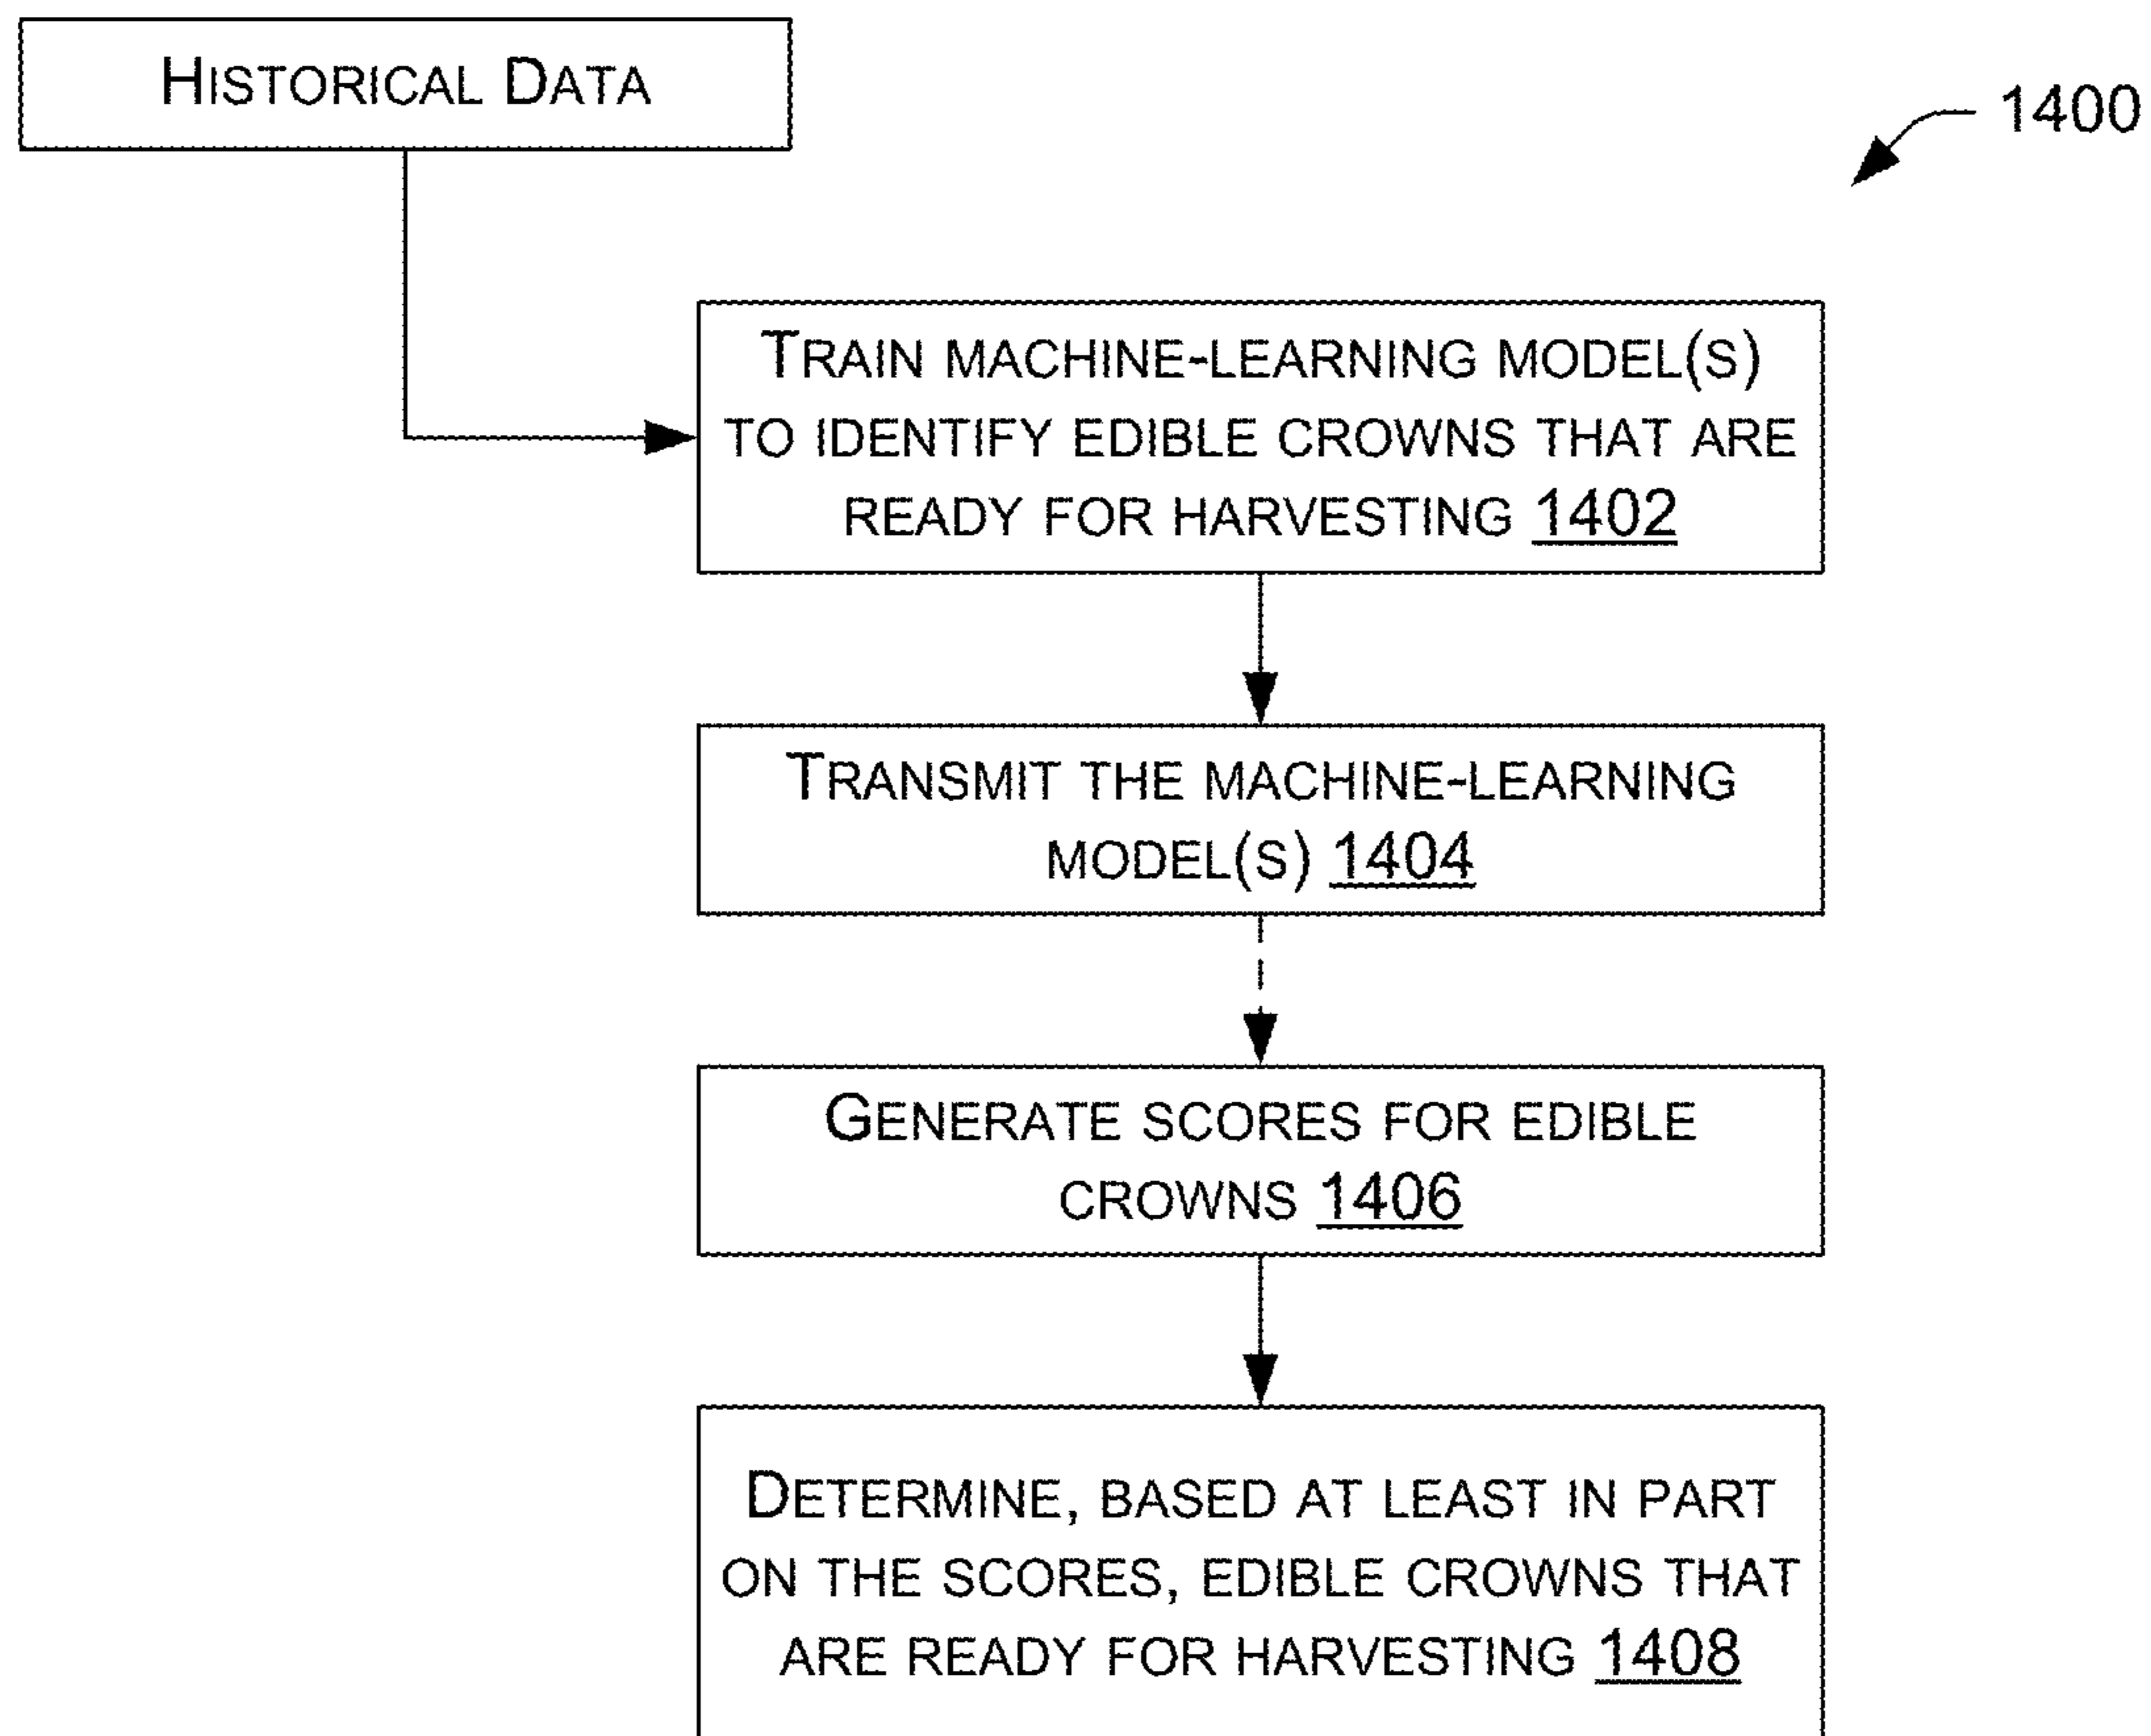 HISTORICAL DATA
1400
TRAIN MACHINE-LEARNING MODEL(S)
TO IDENTIFY EDIBLE CROWNS THAT ARE
READY FOR HARVESTING 1402
TRANSMIT THE MACHINE-LEARNING
MODEL(S) 1404
GENERATE SCORES FOR EDIBLE
CROWNS 1406
DETERMINE, BASED AT LEAST IN PART
ON THE SCORES, EDIBLE CROWNS THAT
ARE READY FOR HARVESTING 1408